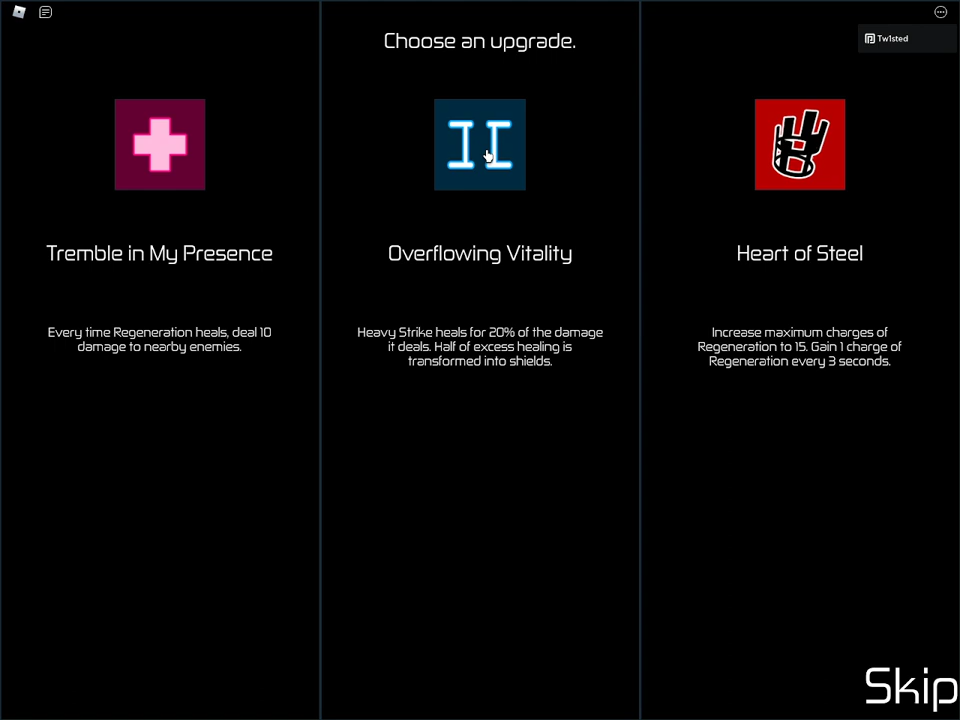 Choose an upgrade.
Tw1sted
Tremble in My Presence
Every time Regeneration heals, deal 10
damage to nearby enemies.
Overflowing Vitality
Heavy Strike heals for 20% of the damage
it deals. Half of excess healing is
transformed into shields.
Heart of Steel
Increase maximum charges of
Regeneration to 15. Gain 1 charge of
Regeneration every 3 seconds.
Skip